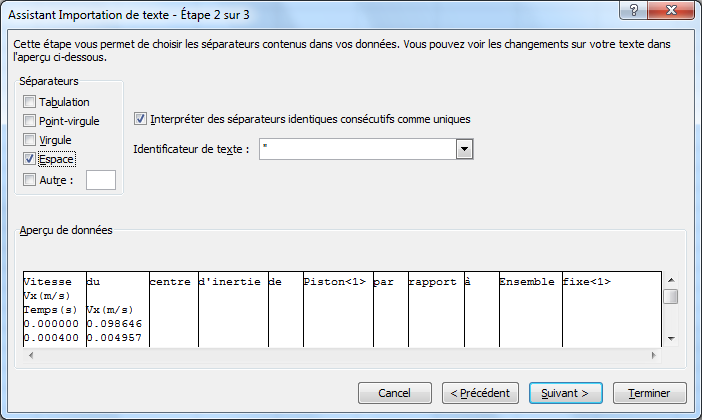 Assistant Importation de texte - Étape 2 sur 3
Cette étape vous permet de choisir les séparateurs contenus dans vos données. Vous pouvez voir les changements sur votre texte dans
l'aperçu ci-dessous.
Séparateurs
Tabulation
Point-virgule
Virgule
Espace
Autre :
Interpréter des séparateurs identiques consécutifs comme uniques
Identificateur de texte : "
Aperçu de données
Vitesse du centre d'inertie de Piston<1> par rapport à Ensemble fixe<1>
Vx(m/s)
Temps(s) Vx(m/s)
0.000000 0.098646
0.000400 0.004957
Cancel < Précédent Suivant > Terminer